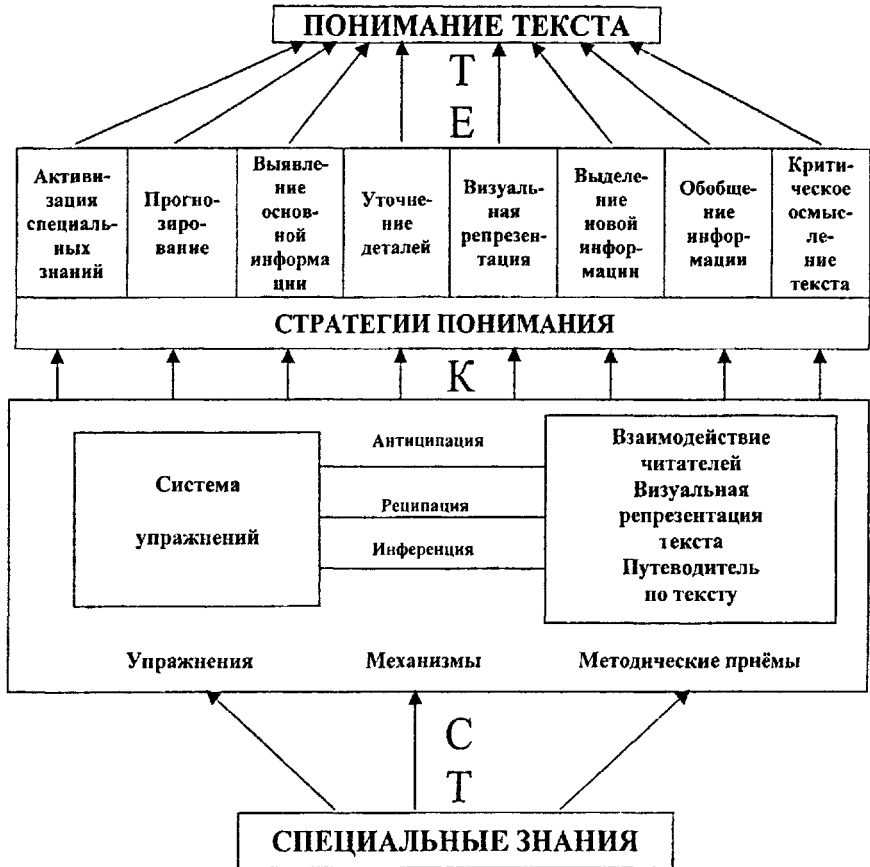 ПОНИМАНИЕ ТЕКСТА
Т
Е
Активи-
зация
специаль-
ных
знаний
Прогно-
зиро-
вание
Выявле-
ние
основ-
ной
информа
ции
Уточне-
ние
деталей
Визуаль-
ная
репрезен-
тация
Выделе-
ние
новой
инфор-
мации
Обобще-
ние
инфор-
мации
Крити-
ческое
осмыс-
ле-
ние
текста
СТРАТЕГИИ ПОНИМАНИЯ
К
Система
упражнений
Антиципация
Реципация
Инференция
Взаимодействие
читателей
Визуальная
репрезентация
текста
Путеводитель
по тексту
Упражнения
Механизмы
Методические приёмы
С
Т
СПЕЦИАЛЬНЫЕ ЗНАНИЯ